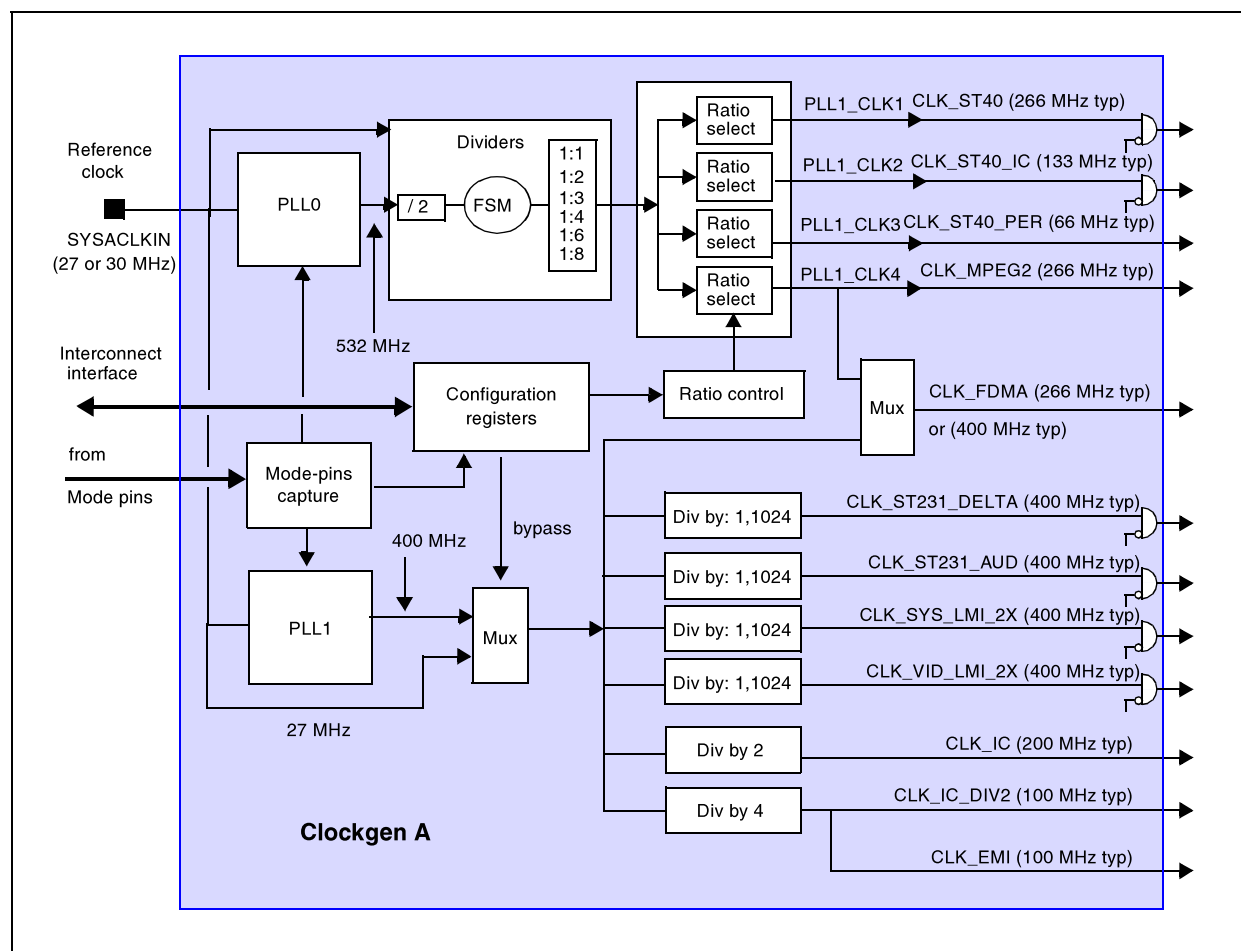 Reference
clock
SYSACLKIN
(27 or 30 MHz)
PLL0
Dividers
/ 2
FSM
1:1
1:2
1:3
1:4
1:6
1:8
532 MHz
Ratio
select
Ratio
select
Ratio
select
Ratio
select
PLL1_CLK1
CLK_ST40 (266 MHz typ)
PLL1_CLK2
CLK_ST40_IC (133 MHz typ)
PLL1_CLK3
CLK_ST40_PER (66 MHz typ)
PLL1_CLK4
CLK_MPEG2 (266 MHz typ)
Interconnect
interface
Configuration
registers
Ratio control
Mux
CLK_FDMA (266 MHz typ)
or (400 MHz typ)
from
Mode pins
Mode-pins
capture
bypass
400 MHz
PLL1
Mux
27 MHz
Div by: 1,1024
CLK_ST231_DELTA (400 MHz typ)
Div by: 1,1024
CLK_ST231_AUD (400 MHz typ)
Div by: 1,1024
CLK_SYS_LMI_2X (400 MHz typ)
Div by: 1,1024
CLK_VID_LMI_2X (400 MHz typ)
Div by 2
CLK_IC (200 MHz typ)
Div by 4
CLK_IC_DIV2 (100 MHz typ)
CLK_EMI (100 MHz typ)
Clockgen A